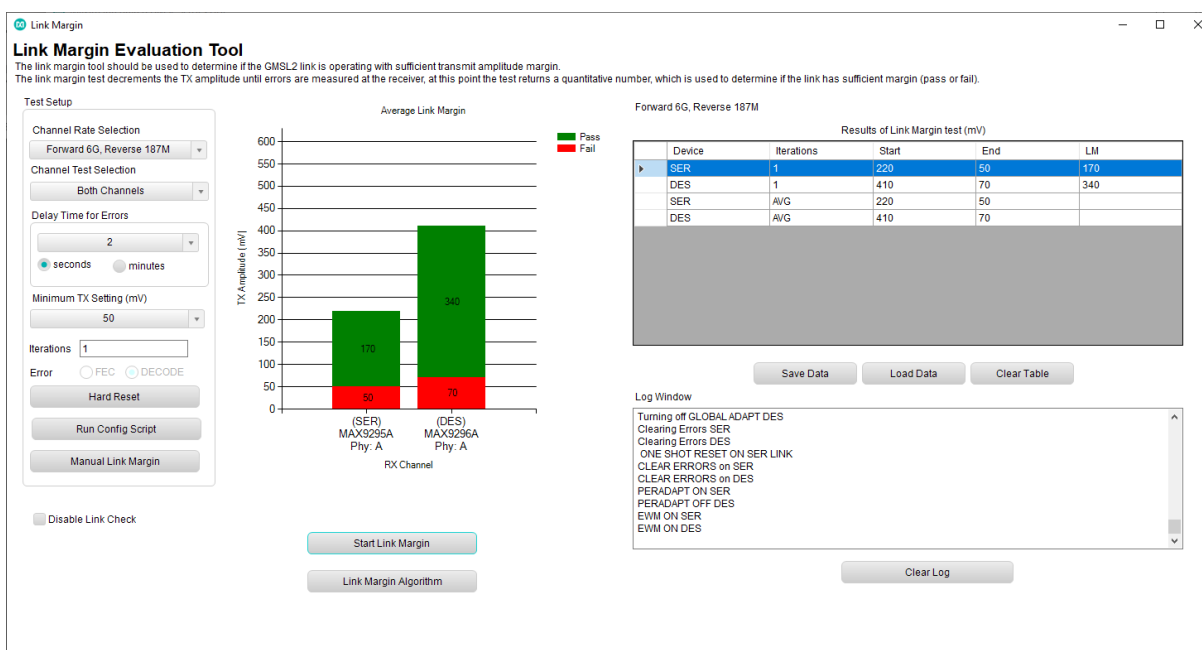 Link Margin
Link Margin Evaluation Tool
The link margin tool should be used to determine if the GMSL2 link is operating with sufficient transmit amplitude margin.
The link margin test decrements the TX amplitude until errors are measured at the receiver, at this point the test returns a quantitative number, which is used to determine if the link has sufficient margin (pass or fail).
Test Setup
Channel Rate Selection
Forward 6G, Reverse 187M
Channel Test Selection
Both Channels
Delay Time for Errors
2
seconds minutes
Minimum TX Setting (mV)
50
Iterations 1
Error FEC DECODE
Hard Reset
Run Config Script
Manual Link Margin
Disable Link Check
Average Link Margin
Pass
Fail
TX Amplitude (mV)
600
550
500
450
400
350
300
250
200
150
100
50
0
170
50
340
70
(SER) (DES)
MAX9295A MAX9296A
Phy: A Phy: A
RX Channel
Start Link Margin
Link Margin Algorithm
Forward 6G, Reverse 187M
Results of Link Margin test (mV)
Device Iterations Start End LM
SER 1 220 50 170
DES 1 410 70 340
SER AVG 220 50
DES AVG 410 70
Save Data Load Data Clear Table
Log Window
Turning off GLOBAL ADAPT DES
Clearing Errors SER
Clearing Errors DES
ONE SHOT RESET ON SER LINK
CLEAR ERRORS on SER
CLEAR ERRORS on DES
PERADAPT ON SER
PERADAPT OFF DES
EWM ON SER
EWM ON DES
Clear Log